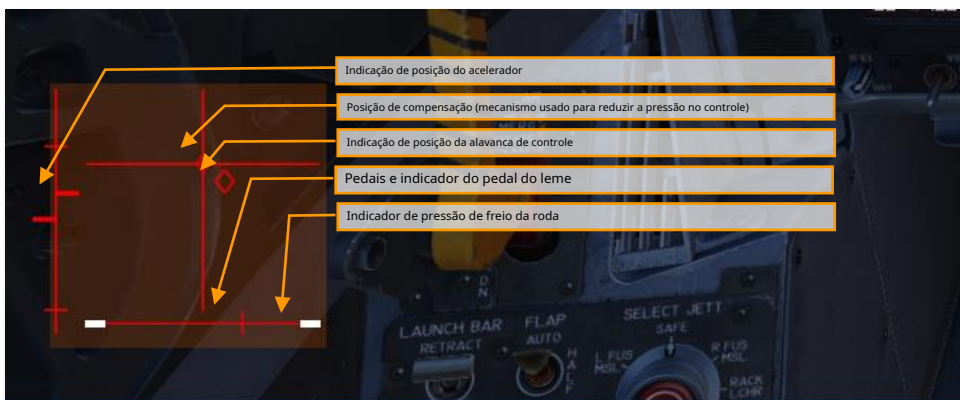 Indicação de posição do acelerador
Posição de compensação (mecanismo usado para reduzir a pressão no controle)
Indicação de posição da alavanca de controle
Pedais e indicador do pedal do leme
Indicador de pressão de freio da roda
DN
LAUNCH BAR
RETRACT
FLAP
AUTO
HALF
SELECT JETT
SAFE
L FUS
MSL
R FUS
MSL
RACK
LCHR